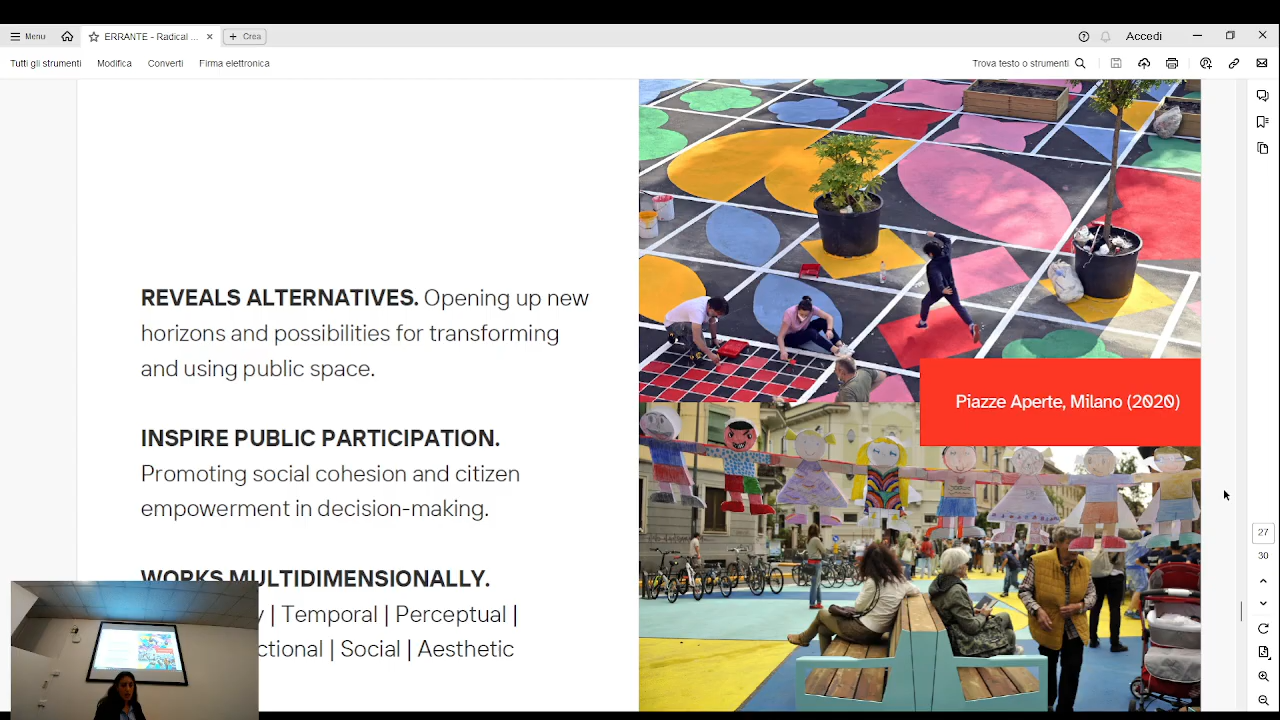 Menu
ERRANTE - Radical ...
Crea
Accedi
Tutti gli strumenti
Modifica
Converti
Firma elettronica
Trova testo o strumenti
REVEALS ALTERNATIVES. Opening up new
horizons and possibilities for transforming
and using public space.
INSPIRE PUBLIC PARTICIPATION.
Promoting social cohesion and citizen
empowerment in decision-making.
WORKS MULTIDIMENSIONALLY.
| Temporal | Perceptual |
| Social | Aesthetic
Piazze Aperte, Milano (2020)
27
30